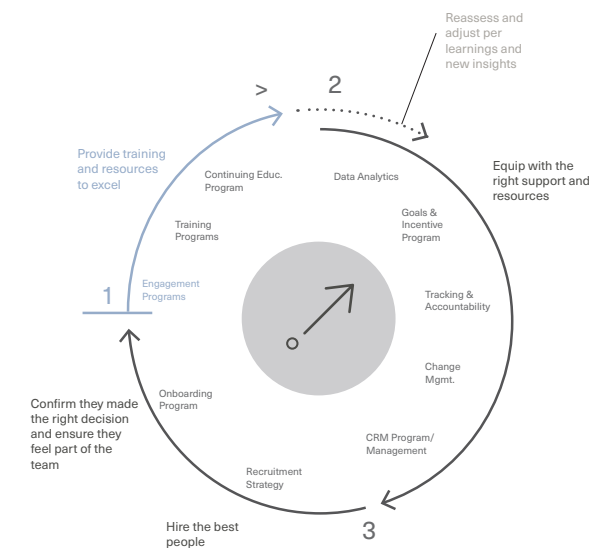 Reassess and
adjust per
learnings and
new insights
>
2
Provide training
and resources
to excel
Continuing Educ.
Program
Data Analytics
Equip with the
right support and
resources
Training
Programs
Goals &
Incentive
Program
1
Engagement
Programs
Tracking &
Accountability
Change
Mgmt.
Confirm they made
the right decision
and ensure they
feel part of the
team
Onboarding
Program
CRM Program/
Management
Recruitment
Strategy
Hire the best
people
3